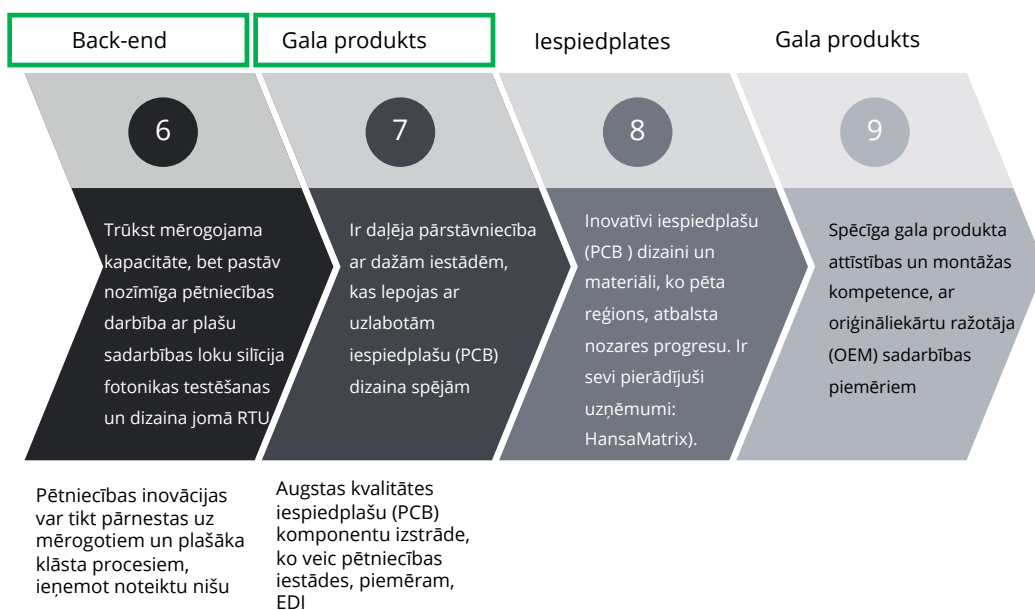 Back-end
Gala produkts
Iespiedplates
Gala produkts
6
7
8
9
Trūkst mērogojama
kapacitāte, bet pastāv
nozīmīga pētniecības
darbība ar plašu
sadarbības loku silīcija
fotonikas testēšanas
un dizaina jomā RTU
Ir daļēja pārstāvniecība
ar dažām iestādēm,
kas lepojas ar
uzlabotām
iespiedplašu (PCB)
dizaina spējām
Inovatīvi iespiedplašu
(PCB ) dizaini un
materiāli, ko pēta
reģions, atbalsta
nozares progresu. Ir
sevi pierādījuši
uzņēmumi:
HansaMatrix).
Spēcīga gala produkta
attīstības un montāžas
kompetence, ar
oriģināliekārtu ražotāja
(OEM) sadarbības
piemēriem
Pētniecības inovācijas
var tikt pārnestas uz
mērogotiem un plašāka
klāsta procesiem,
ieņemot noteiktu nišu
Augstas kvalitātes
iespiedplašu (PCB)
komponentu izstrāde,
ko veic pētniecības
iestādes, piemēram,
EDI